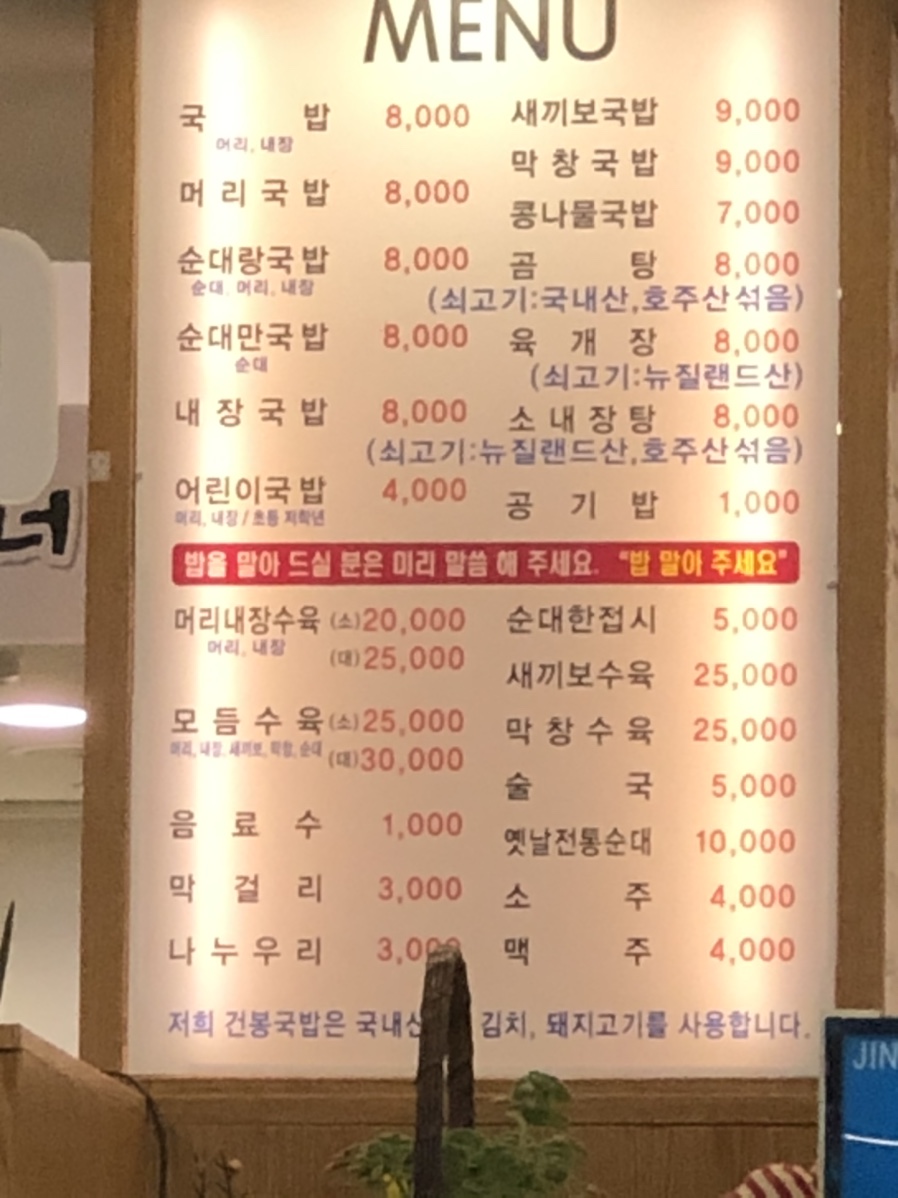 MENU
국 밥 8,000
머리, 내장
머리국밥 8,000
순대랑국밥 8,000
순대, 머리, 내장
순대만국밥 8,000
순대
내장국밥 8,000
어린이국밥 4,000
머리, 내장 / 초등 저학년
새끼보국밥 9,000
막창국밥 9,000
콩나물국밥 7,000
곰 탕 8,000
(쇠고기:국내산,호주산섞음)
육 개 장 8,000
(쇠고기:뉴질랜드산)
소내장탕 8,000
(쇠고기:뉴질랜드산,호주산섞음)
공 기 밥 1,000
밥을 말아 드실 분은 미리 말씀 해 주세요. "밥 말아 주세요"
머리내장수육 (소)20,000
머리, 내장
(대)25,000
모듬수육 (소)25,000
머리, 내장, 새끼보, 막창, 순대
(대)30,000
음 료 수 1,000
막 걸 리 3,000
나누우리
순대한접시 5,000
새끼보수육 25,000
막창수육 25,000
술 국 5,000
옛날전통순대 10,000
소 주 4,000
맥 주 4,000
저희 건봉국밥은 김치, 돼지고기를 사용합니다.
너
JIN